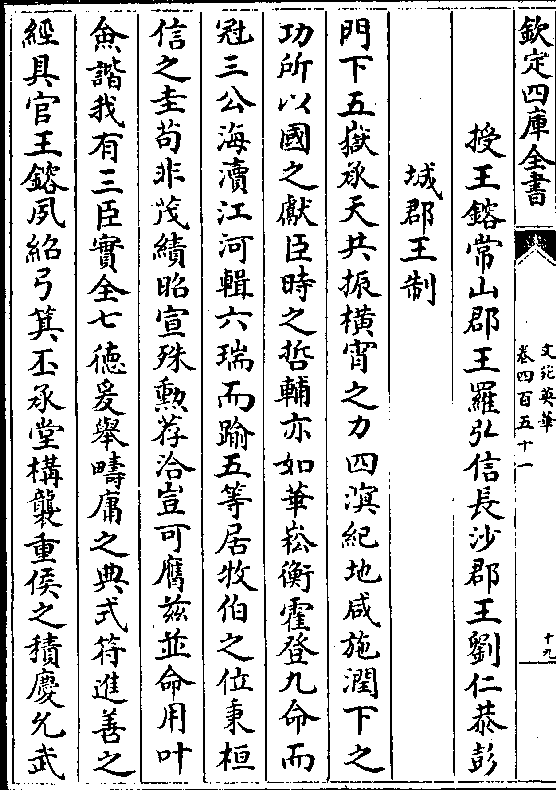 欽定四庫全書
文苑英華
卷四百五十一
十九
授王鎔常山郡王羅弘信長沙郡王劉仁恭彭
城郡王制
門下五嶽承天共振橫霄之力四溟紀地咸施潤下之
功所以國之獻臣時之哲輔亦如華崧衡霍登九命而
冠三公海瀆江河輯六瑞而踰五等居牧伯之位秉桓
信之圭苟非茂績昭宣殊勳荐洽豈可膺兹並命用叶
僉諧我有三臣實全七德爰舉疇庸之典式符進善之
經具官王鎔夙紹弓箕丕承堂構襲重侯之積慶允武